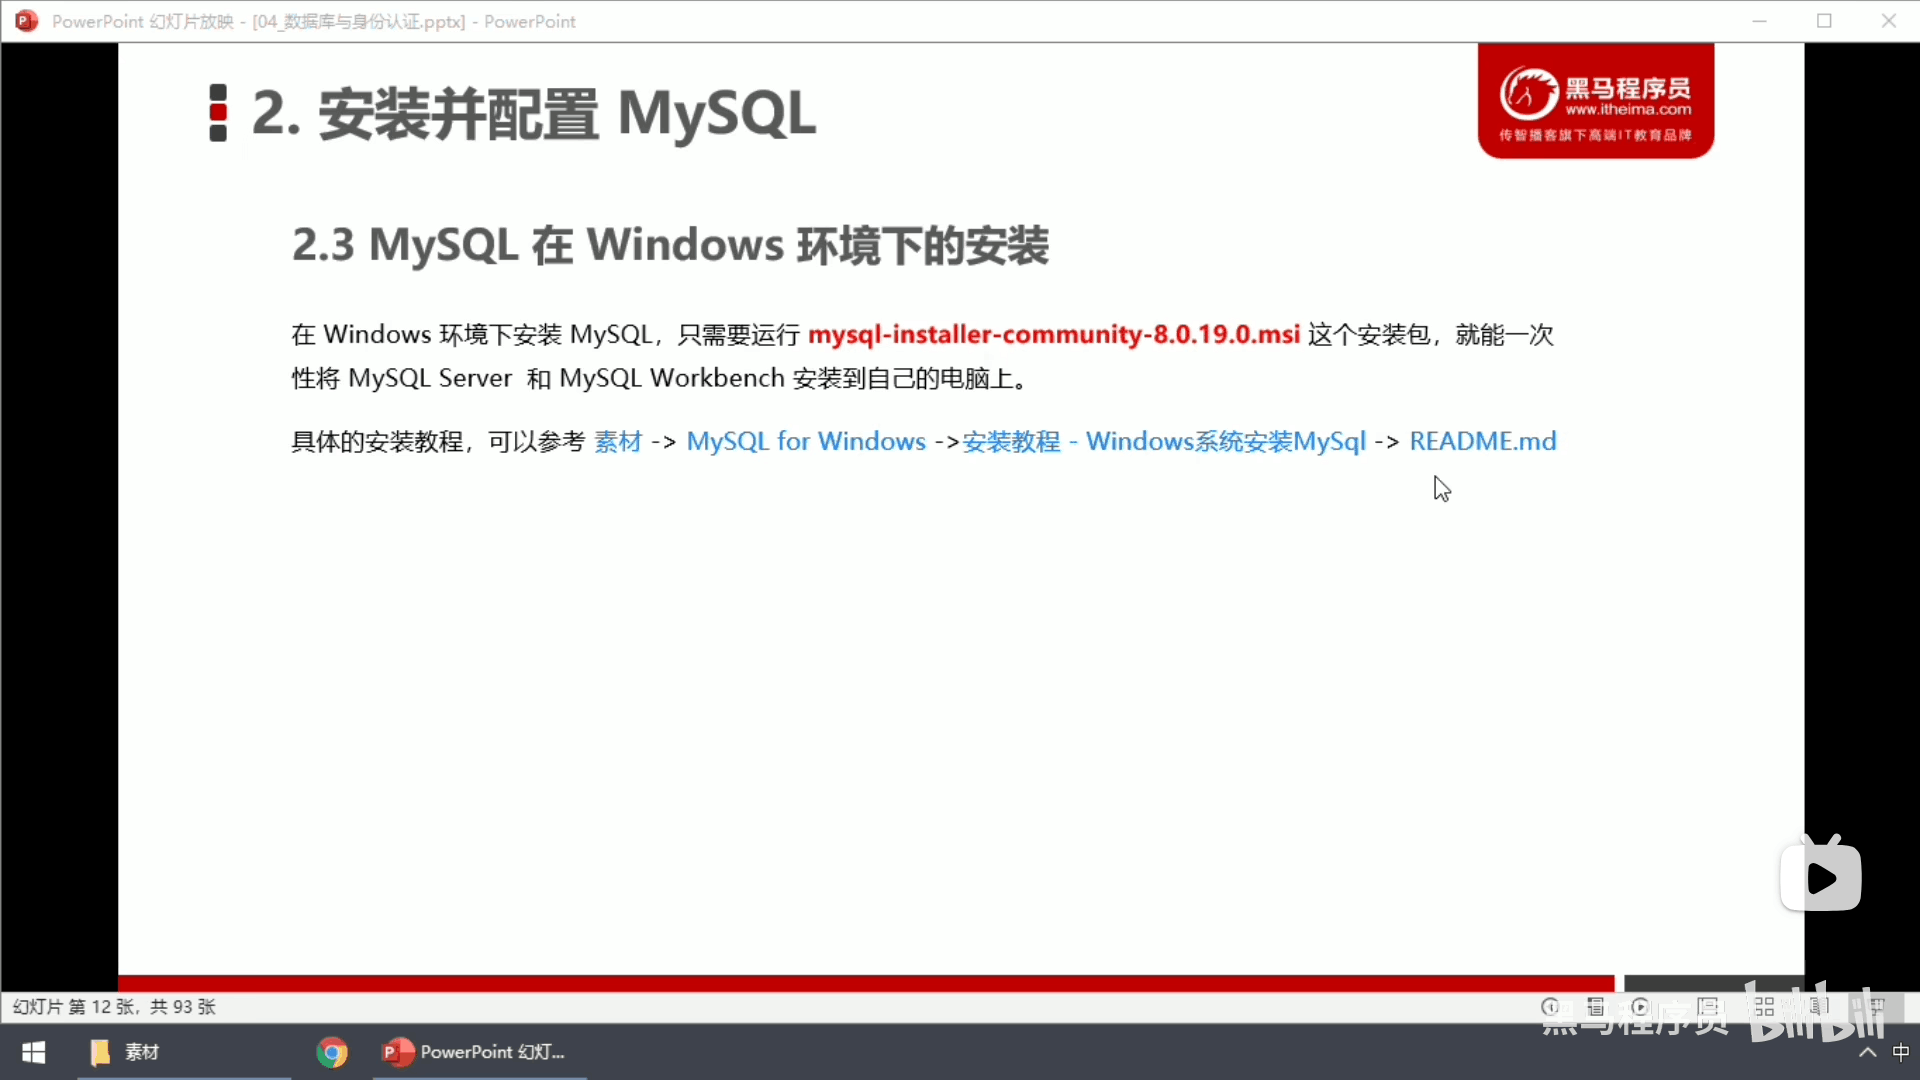 PowerPoint 幻灯片放映 - [04_数据库与身份认证.pptx] - PowerPoint
2. 安装并配置 MySQL
黑马程序员
www.itheima.com
传智播客旗下高端IT教育品牌
2.3 MySQL 在 Windows 环境下的安装
在 Windows 环境下安装 MySQL，只需要运行 mysql-installer-community-8.0.19.0.msi 这个安装包，就能一次
性将 MySQL Server 和 MySQL Workbench 安装到自己的电脑上。
具体的安装教程，可以参考 素材 -> MySQL for Windows ->安装教程 - Windows系统安装MySql -> README.md
幻灯片 第 12 张，共 93 张
黑马程序员 bilibili
素材
PowerPoint 幻灯...
中